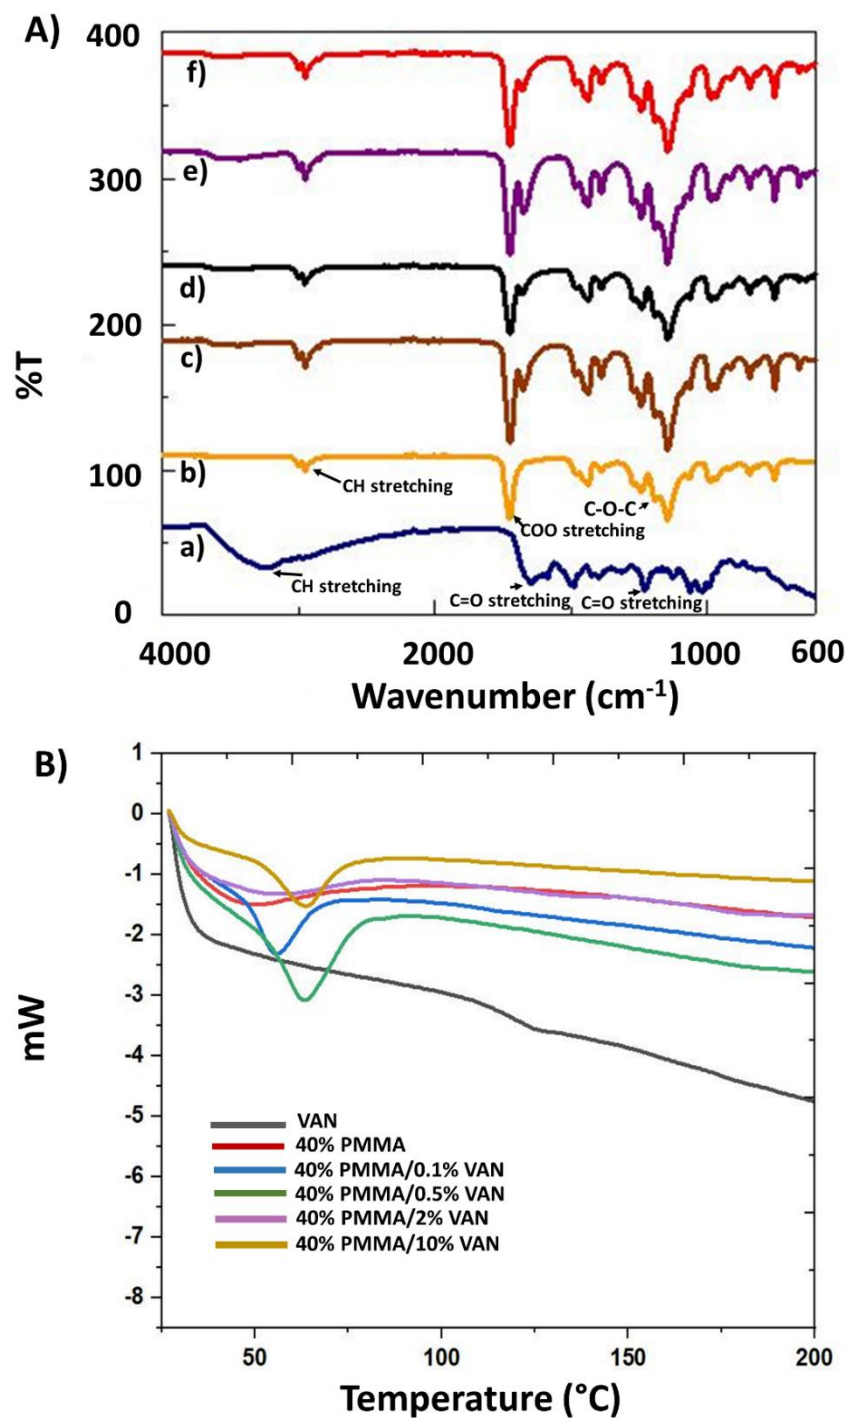 A)
400
300
200
100
0
%T
f)
e)
d)
c)
b)
a)
CH stretching
C-O-C
COO stretching
CH stretching
C=O stretching
C=O stretching
4000
2000
1000
600
Wavenumber (cm⁻¹)
B)
1
0
-1
-2
-3
-4
-5
-6
-7
-8
mW
VAN
40% PMMA
40% PMMA/0.1% VAN
40% PMMA/0.5% VAN
40% PMMA/2% VAN
40% PMMA/10% VAN
50
100
150
200
Temperature (°C)